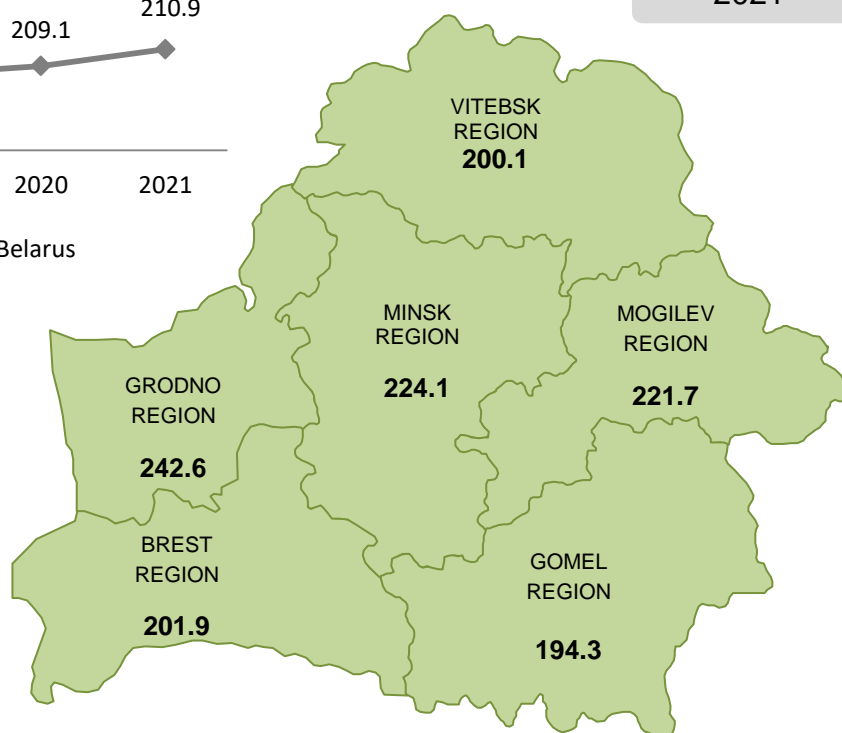 210.9
209.1
2021
2020
2021
Belarus
VITEBSK
REGION
200.1
MINSK
REGION
224.1
MOGILEV
REGION
221.7
GRODNO
REGION
242.6
BREST
REGION
201.9
GOMEL
REGION
194.3